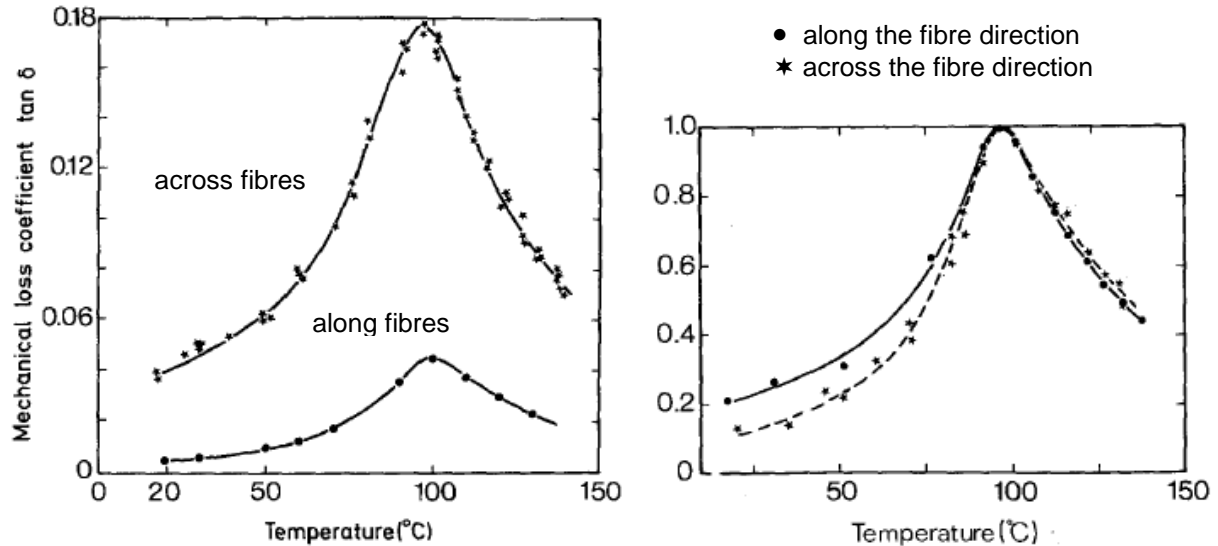 0.18
0.12
0.06
0
Mechanical loss coefficient tan δ
across fibres
along fibres
0 20 50 100 150
Temperature(°C)
● along the fibre direction
★ across the fibre direction
1.0
0.8
0.6
0.4
0.2
0
50 100 150
Temperature(°C)